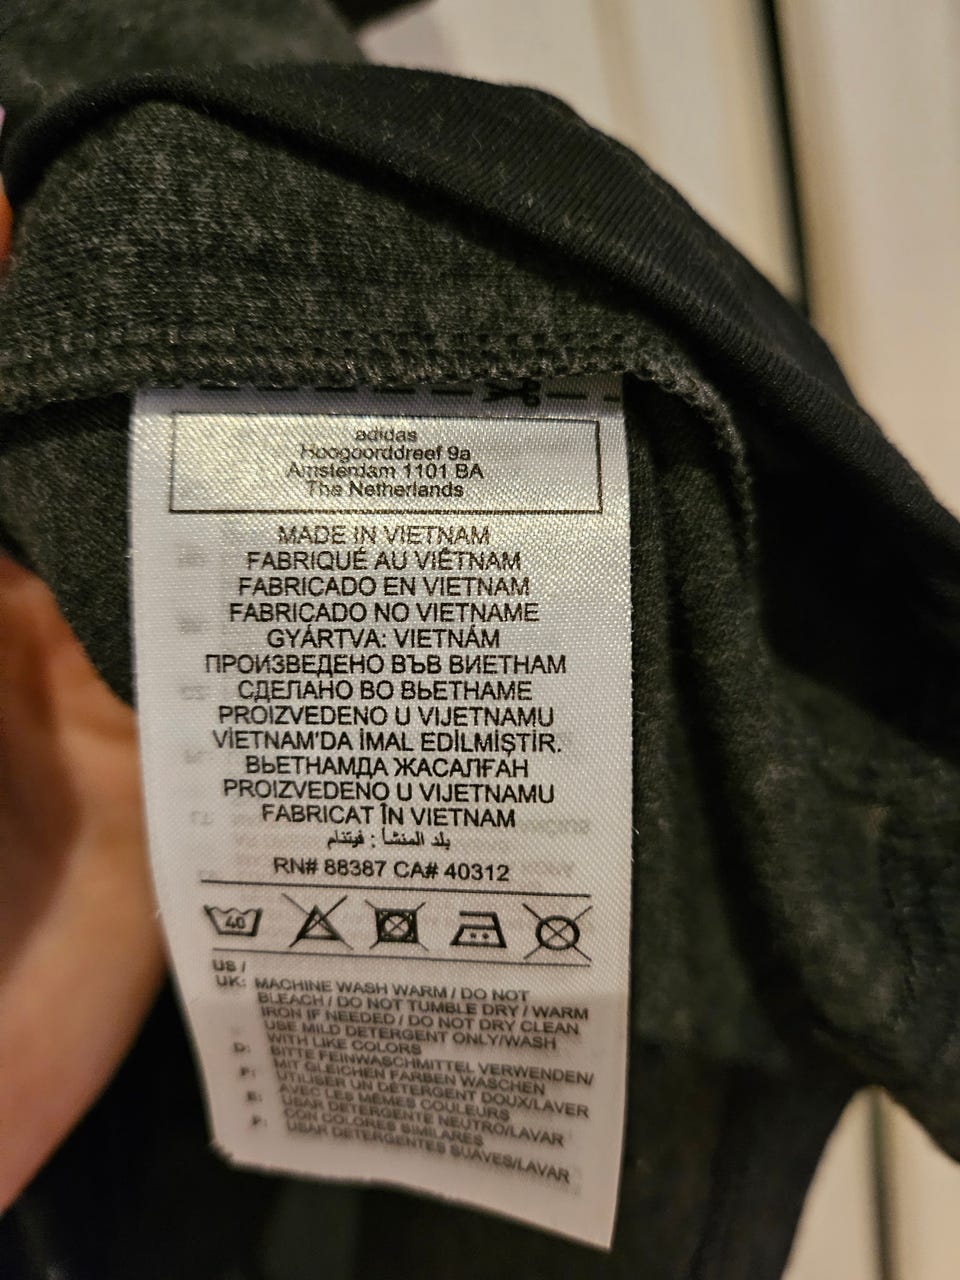 adidas
Hoogoorddreef 9a
Amsterdam 1101 BA
The Netherlands
MADE IN VIETNAM
FABRIQUÉ AU VIÊTNAM
FABRICADO EN VIETNAM
FABRICADO NO VIETNAME
GYÁRTVA: VIETNÁM
ПРОИЗВЕДЕНО ВЪВ ВИЕТНАМ
СДЕЛАНО ВО ВЬЕТНАМЕ
PROIZVEDENO U VIJETNAMU
VİETNAM'DA İMAL EDİLMİŞTİR.
ВЬЕТНАМДА ЖАСАЛҒАН
PROIZVEDENO U VIJETNAMU
FABRICAT ÎN VIETNAM
بلد المنشأ : فيتنام
RN# 88387 CA# 40312
40
US /
UK: MACHINE WASH WARM / DO NOT
BLEACH / DO NOT TUMBLE DRY / WARM
IRON IF NEEDED / DO NOT DRY CLEAN
USE MILD DETERGENT ONLY/WASH
WITH LIKE COLORS
D: BITTE FEINWASCHMITTEL VERWENDEN/
MIT GLEICHEN FARBEN WASCHEN
F: UTILISER UN DÉTERGENT DOUX/LAVER
AVEC LES MÊMES COULEURS
E: USAR DETERGENTE NEUTRO/LAVAR
CON COLORES SIMILARES
P: USAR DETERGENTES SUAVES/LAVAR